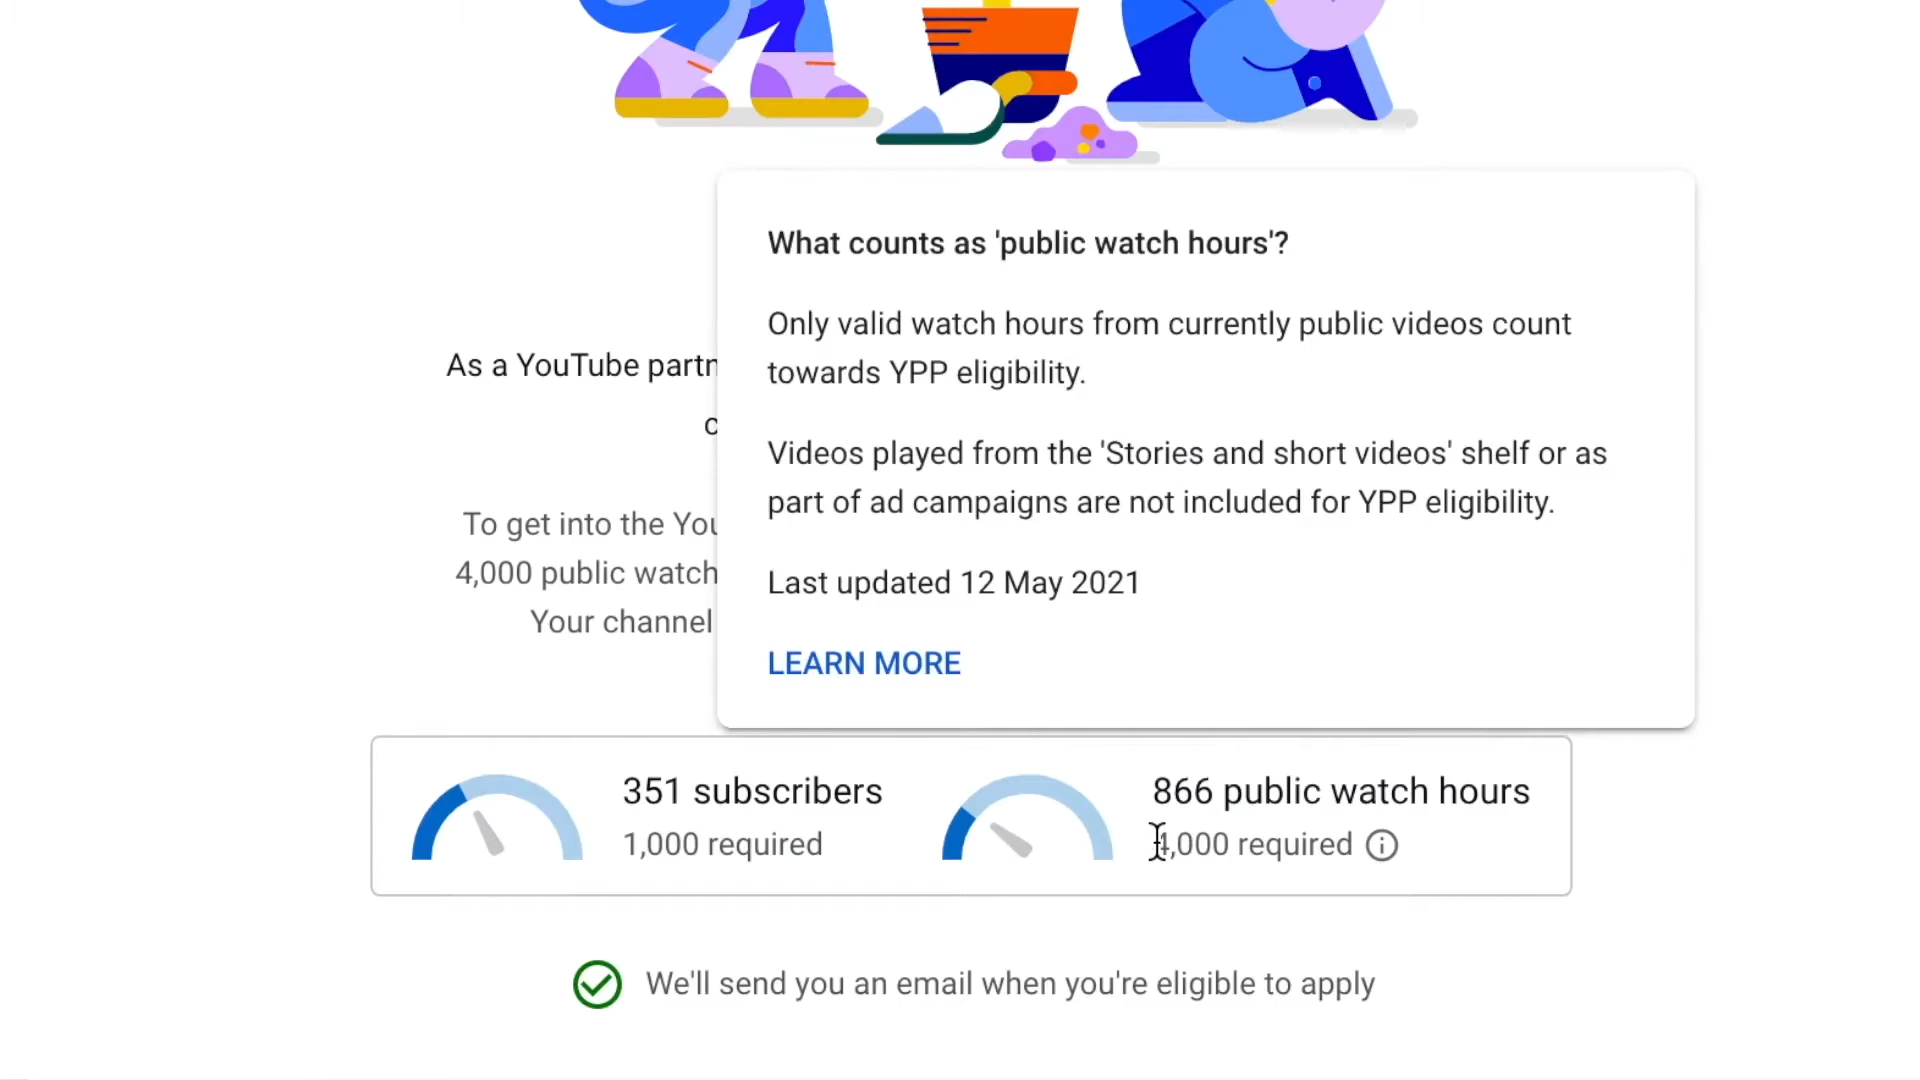 What counts as 'public watch hours'?
Only valid watch hours from currently public videos count
towards YPP eligibility.
Videos played from the 'Stories and short videos' shelf or as
part of ad campaigns are not included for YPP eligibility.
Last updated 12 May 2021
LEARN MORE
As a YouTube partn
c
To get into the You
4,000 public watch
Your channel
351 subscribers
1,000 required
866 public watch hours
4,000 required
We'll send you an email when you're eligible to apply